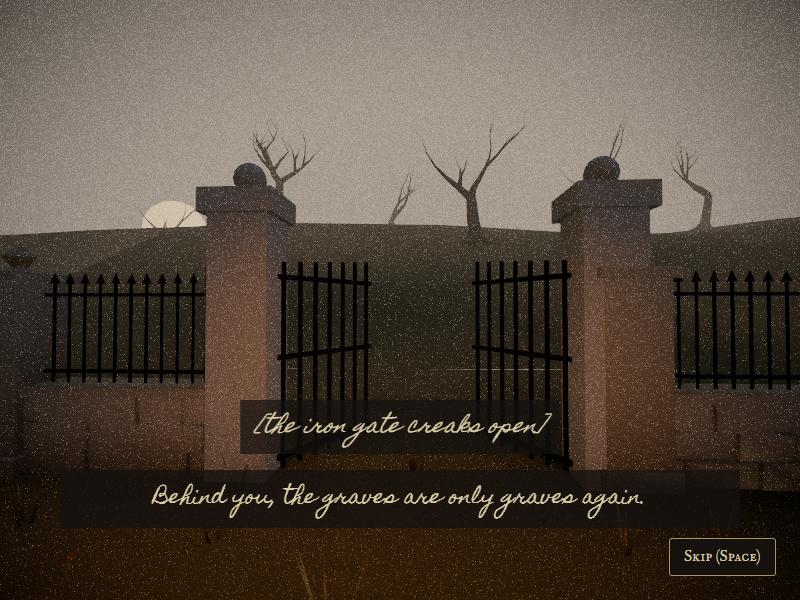 [the iron gate creaks open]
Behind you, the graves are only graves again.
Skip (Space)